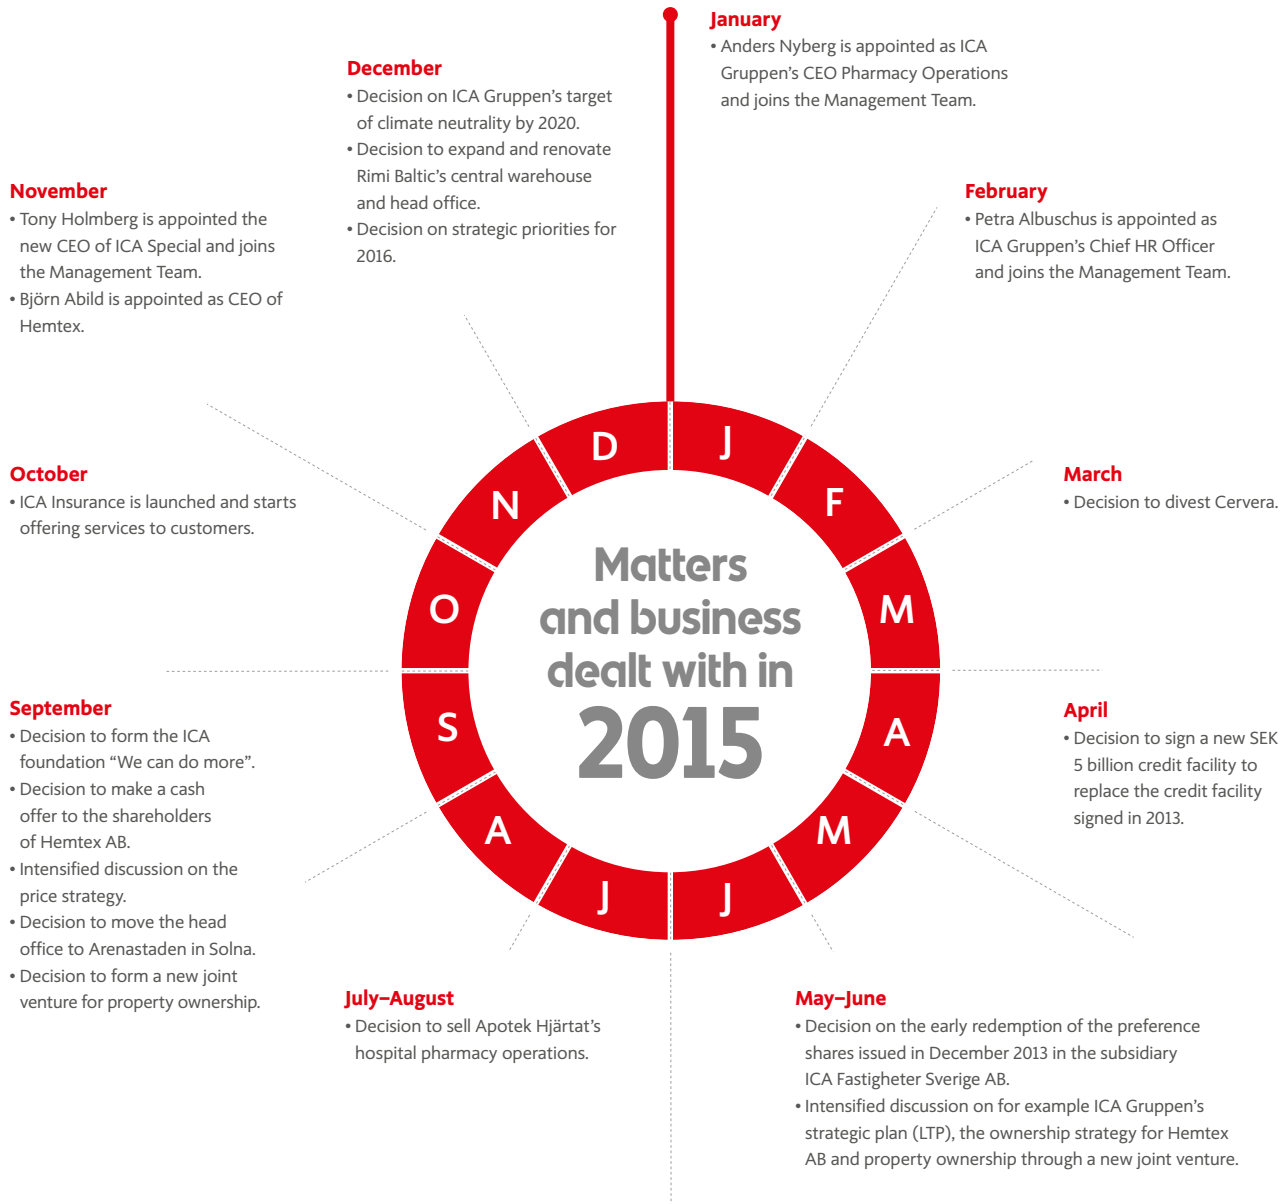 January
• Anders Nyberg is appointed as ICA
Gruppen's CEO Pharmacy Operations
and joins the Management Team.
February
• Petra Albuschus is appointed as
ICA Gruppen's Chief HR Officer
and joins the Management Team.
March
• Decision to divest Cervera.
April
• Decision to sign a new SEK
5 billion credit facility to
replace the credit facility
signed in 2013.
May–June
• Decision on the early redemption of the preference
shares issued in December 2013 in the subsidiary
ICA Fastigheter Sverige AB.
• Intensified discussion on for example ICA Gruppen's
strategic plan (LTP), the ownership strategy for Hemtex
AB and property ownership through a new joint venture.
July–August
• Decision to sell Apotek Hjärtat's
hospital pharmacy operations.
September
• Decision to form the ICA
foundation “We can do more”.
• Decision to make a cash
offer to the shareholders
of Hemtex AB.
• Intensified discussion on the
price strategy.
• Decision to move the head
office to Arenastaden in Solna.
• Decision to form a new joint
venture for property ownership.
October
• ICA Insurance is launched and starts
offering services to customers.
November
• Tony Holmberg is appointed the
new CEO of ICA Special and joins
the Management Team.
• Björn Abild is appointed as CEO of
Hemtex.
December
• Decision on ICA Gruppen's target
of climate neutrality by 2020.
• Decision to expand and renovate
Rimi Baltic's central warehouse
and head office.
• Decision on strategic priorities for
2016.
J
F
M
A
M
J
J
A
S
O
N
D
Matters
and business
dealt with in
2015